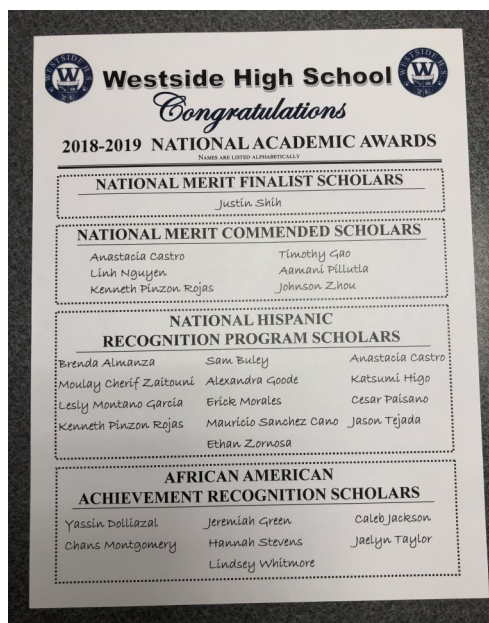 WESTSIDE H.S.
W
Westside High School
WESTSIDE H.S.
W
Congratulations
2018-2019 NATIONAL ACADEMIC AWARDS
NAMES ARE LISTED ALPHABETICALLY
NATIONAL MERIT FINALIST SCHOLARS
Justin Shih
NATIONAL MERIT COMMENDED SCHOLARS
Anastacia Castro Timothy Gao
Linh Nguyen Aamani Pillutla
Kenneth Pinzon Rojas Johnson Zhou
NATIONAL HISPANIC
RECOGNITION PROGRAM SCHOLARS
Brenda Almanza Sam Buley Anastacia Castro
Moulay Cherif Zaitouni Alexandra Goode Katsumi Higo
Lesly Montano Garcia Erick Morales Cesar Paisano
Kenneth Pinzon Rojas Mauricio Sanchez Cano Jason Tejada
Ethan Zornosa
AFRICAN AMERICAN
ACHIEVEMENT RECOGNITION SCHOLARS
Yassin Dolliazal Jeremiah Green Caleb Jackson
Chans Montgomery Hannah Stevens Jaelyn Taylor
Lindsey Whitmore